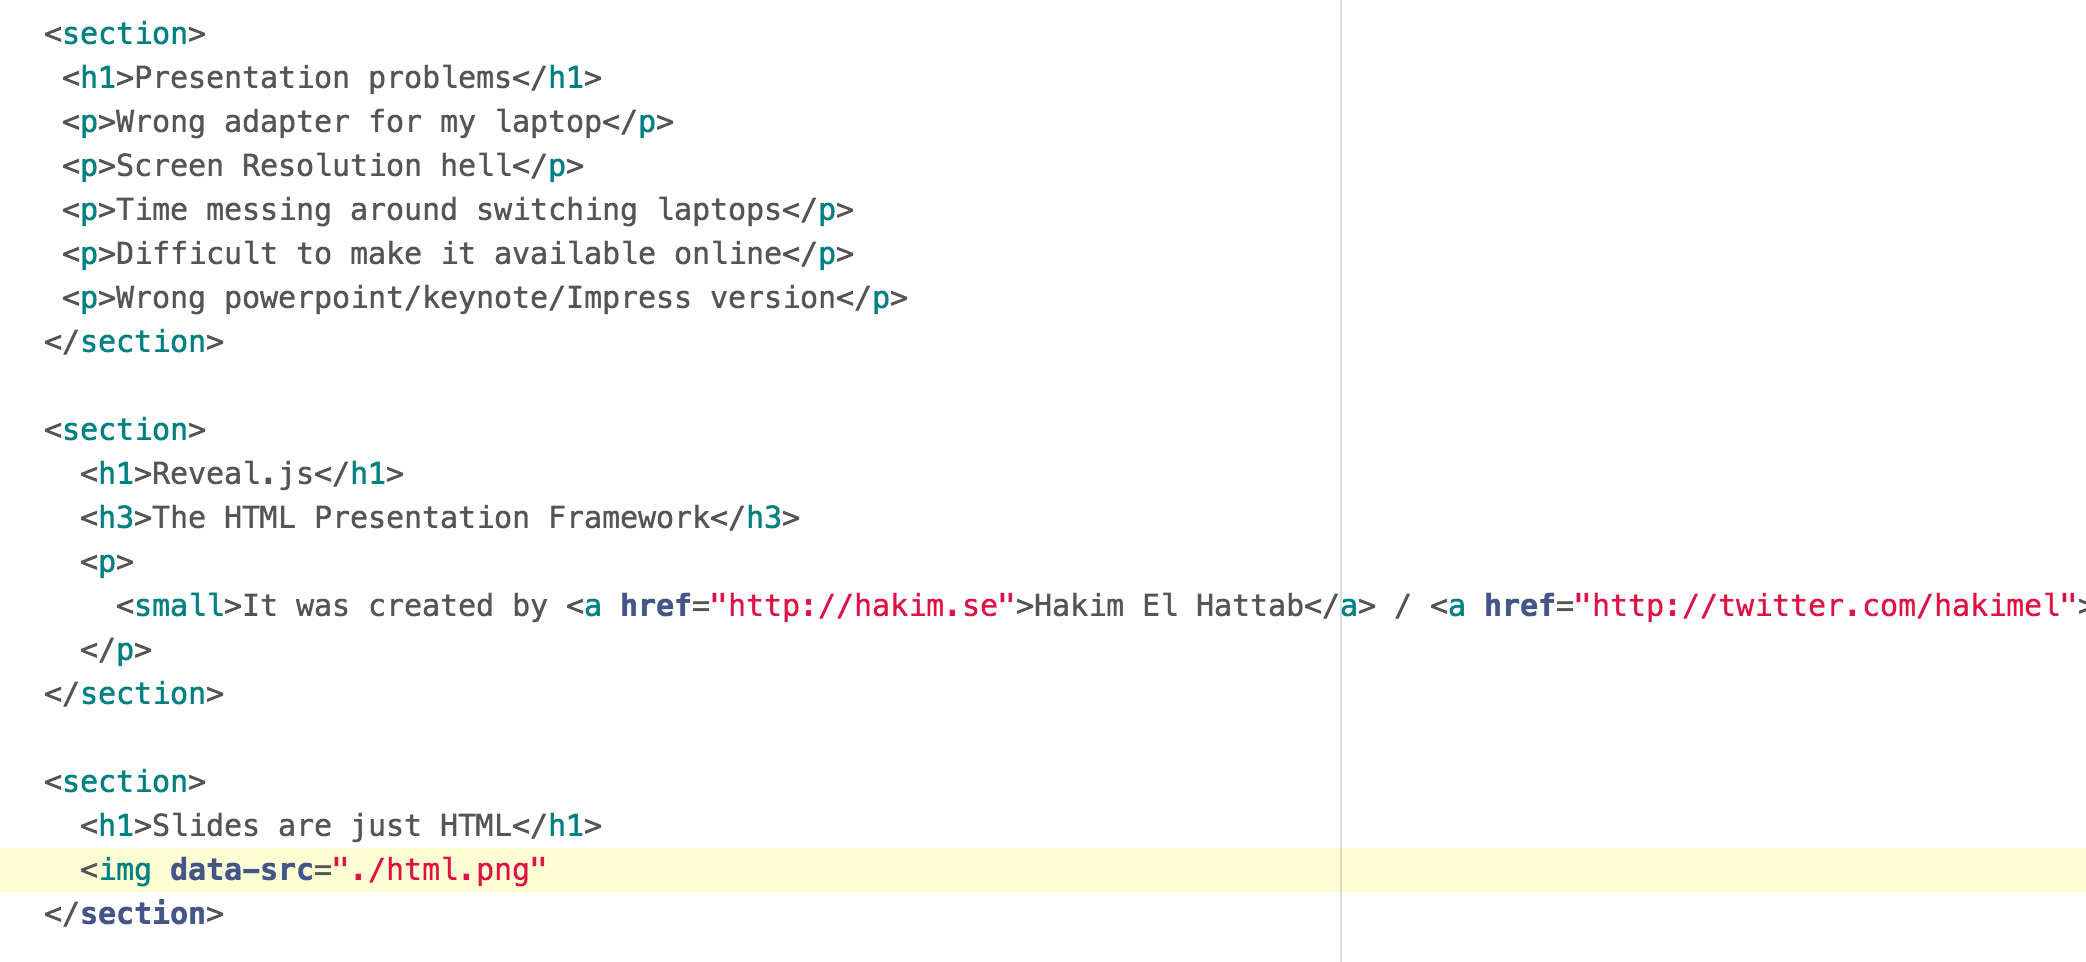 <section>
<h1>Presentation problems</h1>
<p>Wrong adapter for my laptop</p>
<p>Screen Resolution hell</p>
<p>Time messing around switching laptops</p>
<p>Difficult to make it available online</p>
<p>Wrong powerpoint/keynote/Impress version</p>
</section>
<section>
<h1>Reveal.js</h1>
<h3>The HTML Presentation Framework</h3>
<p>
<small>It was created by <a href="http://hakim.se">Hakim El Hattab</a> / <a href="http://twitter.com/hakimel">
</p>
</section>
<section>
<h1>Slides are just HTML</h1>
<img data-src="./html.png"
</section>